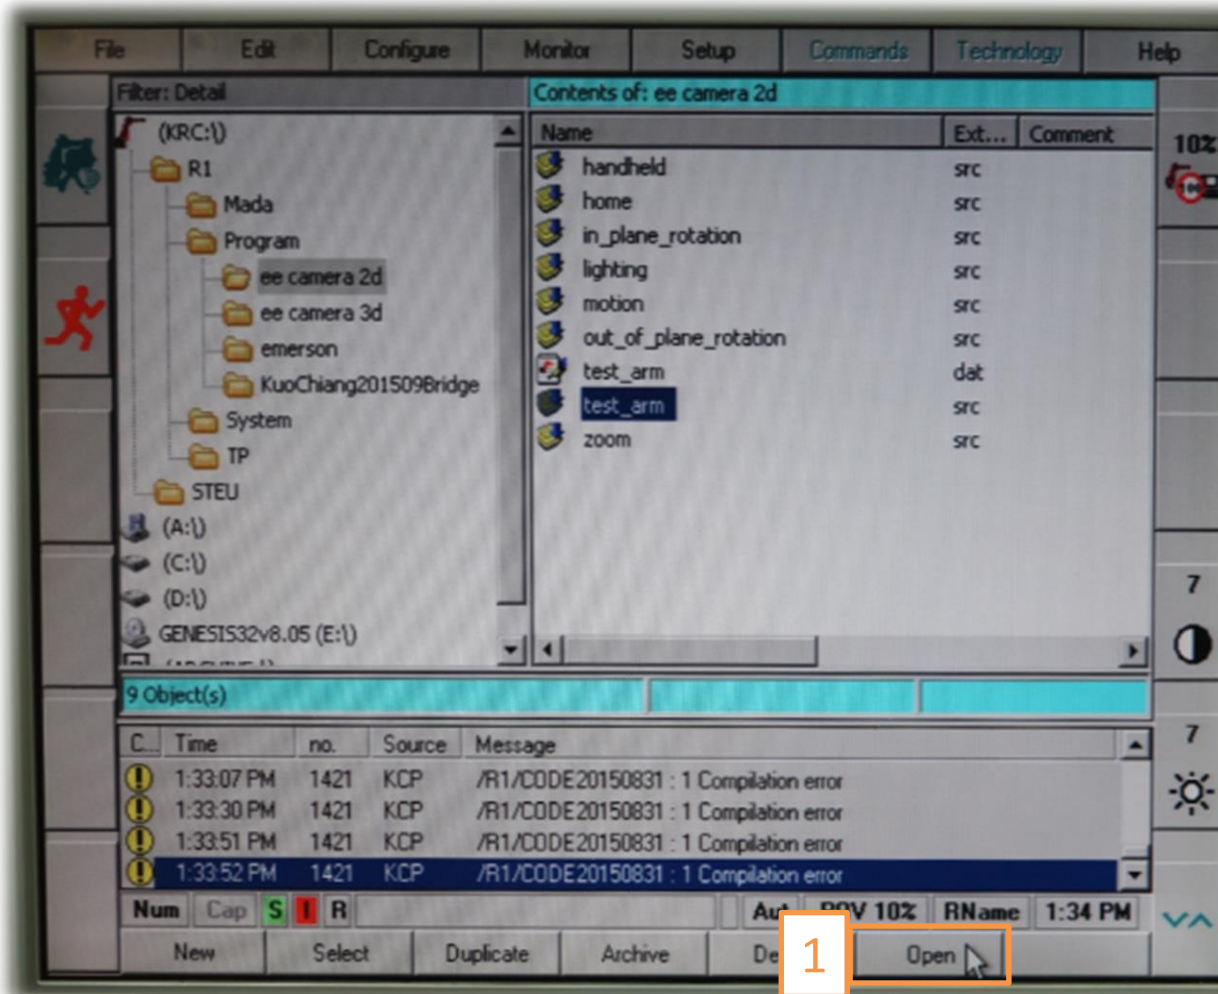 File Edit Configure Monitor Setup Commands Technology Help
Filter: Detail Contents of: ee camera 2d
(KRC:\) Name Ext... Comment
10%
R1 handheld src
100
Mada home src
Program in_plane_rotation src
ee camera 2d lighting src
ee camera 3d motion src
emerson out_of_plane_rotation src
KuoChiang201509Bridge test_arm dat
System test_arm src
TP zoom src
STEU
(A:\)
(C:\)
(D:\)
7
GENESIS32v8.05 (E:\)
9 Object(s)
C... Time no. Source Message
7
1:33:07 PM 1421 KCP /R1/CODE20150831 : 1 Compilation error
1:33:30 PM 1421 KCP /R1/CODE20150831 : 1 Compilation error
1:33:51 PM 1421 KCP /R1/CODE20150831 : 1 Compilation error
1:33:52 PM 1421 KCP /R1/CODE20150831 : 1 Compilation error
Num Cap S I R 10% RName 1:34 PM
New Select Duplicate Archive 1 Open